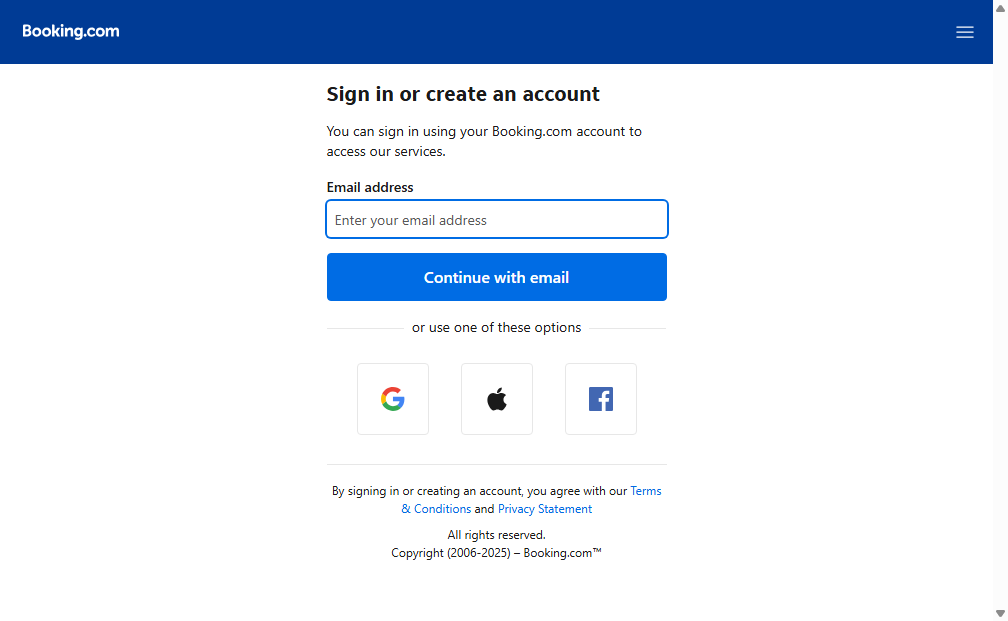 Booking.com
Sign in or create an account
You can sign in using your Booking.com account to
access our services.
Email address
Enter your email address
Continue with email
or use one of these options
By signing in or creating an account, you agree with our Terms
& Conditions and Privacy Statement
All rights reserved.
Copyright (2006-2025) – Booking.com™